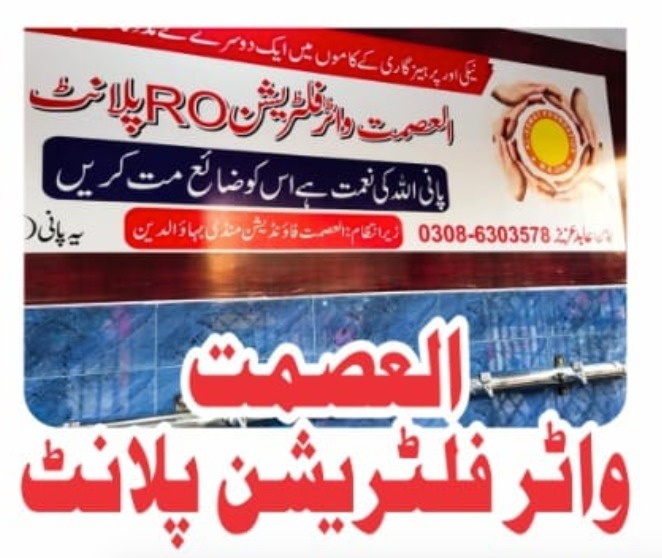 نیکی اور پرہیزگاری کے کاموں میں ایک دوسرے کے
العصمت واٹر فلٹریشن RO پلانٹ
پانی اللہ کی نعمت ہے اس کو ضائع مت کریں
0308-6303578
زیر انتظام: العصمت فاؤنڈیشن منڈی بہاؤالدین
یہ پانی
العصمت
واٹر فلٹریشن پلانٹ